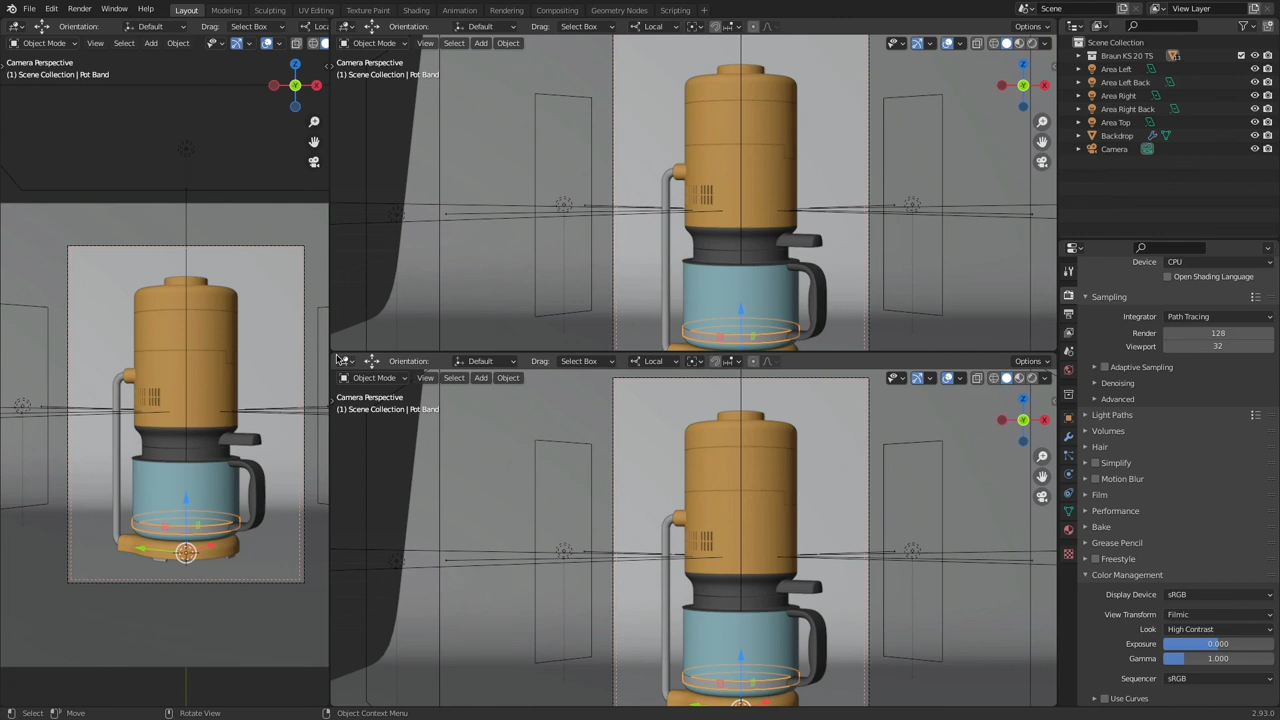 File Edit Render Window Help
Layout Modeling Sculpting UV Editing Texture Paint Shading Animation Rendering Compositing Geometry Nodes Scripting
Scene View Layer
Orientation: Default Drag: Select Box Loc
Orientation: Default Drag: Select Box Local Options
Object Mode View Select Add Object
Object Mode View Select Add Object
Camera Perspective
(1) Scene Collection | Pot Band
Camera Perspective
(1) Scene Collection | Pot Band
Orientation: Default Drag: Select Box Local Options
Object Mode View Select Add Object
Camera Perspective
(1) Scene Collection | Pot Band
Scene Collection
Braun KS 20 TS
Area Left
Area Left Back
Area Right
Area Right Back
Area Top
Backdrop
Camera
Device CPU
Open Shading Language
Sampling
Integrator Path Tracing
Render 128
Viewport 32
Adaptive Sampling
Denoising
Advanced
Light Paths
Volumes
Hair
Simplify
Motion Blur
Film
Performance
Bake
Grease Pencil
Freestyle
Color Management
Display Device sRGB
View Transform Filmic
Look High Contrast
Exposure 0.000
Gamma 1.000
Sequencer sRGB
Use Curves
Select Move Rotate View Object Context Menu 2.93.0